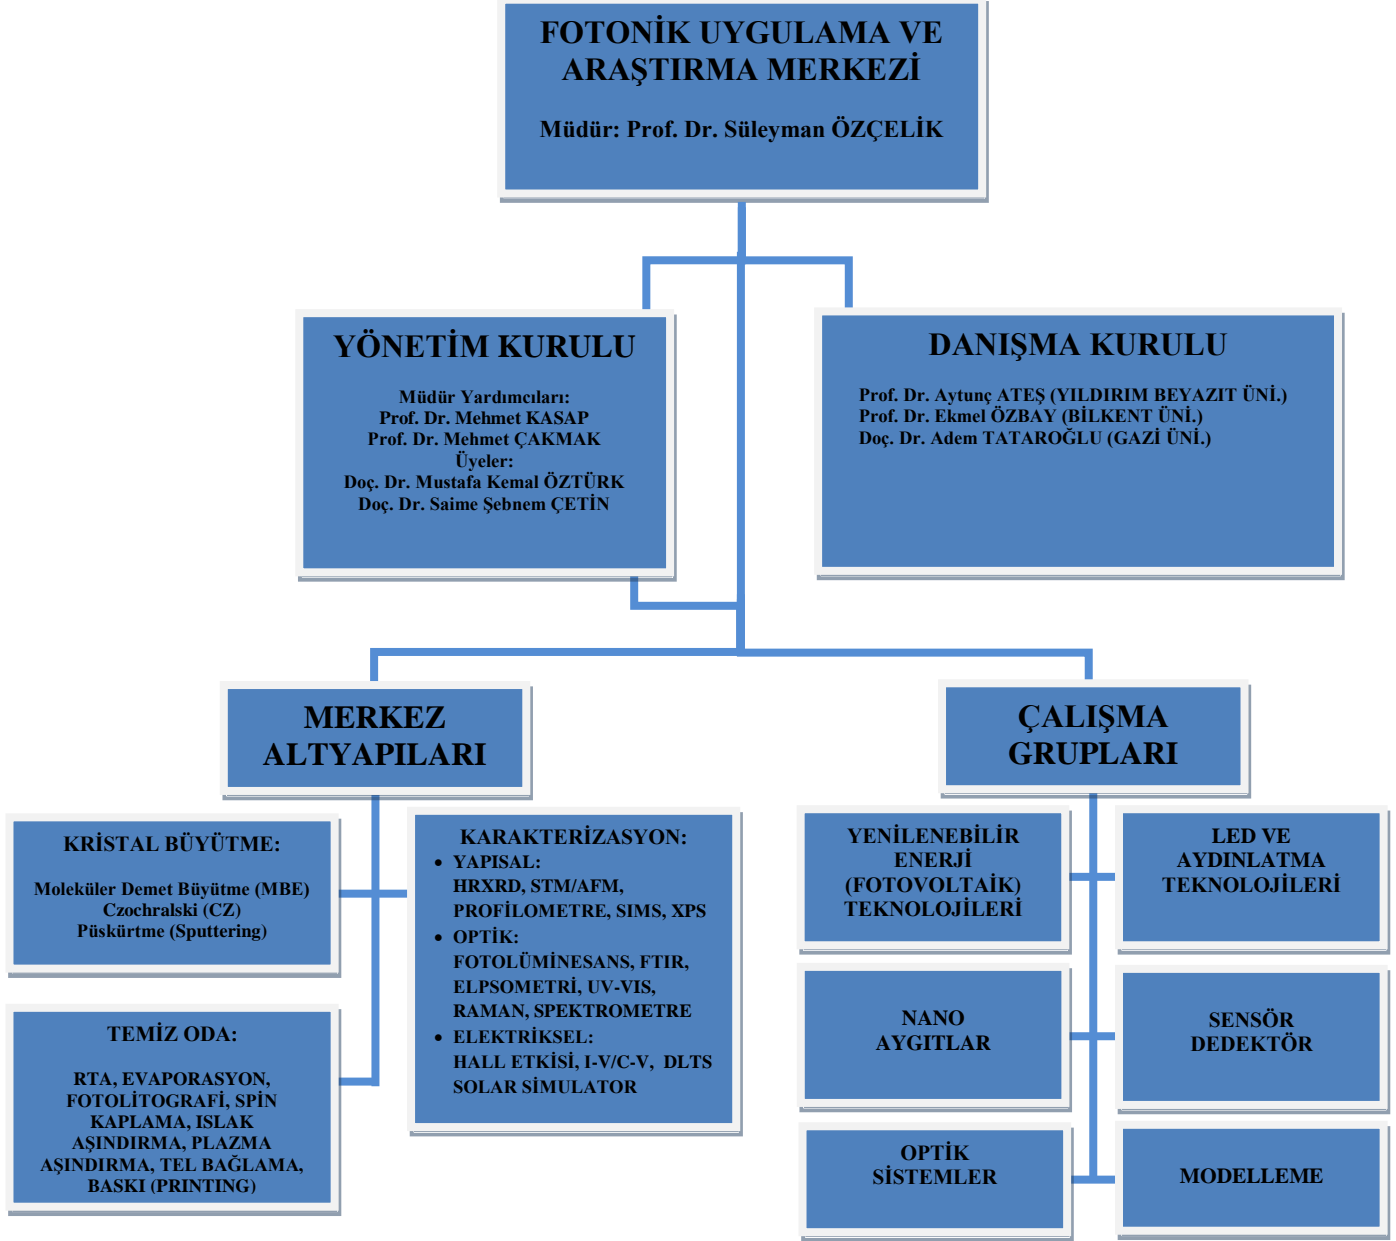 FOTONİK UYGULAMA VE
ARAŞTIRMA MERKEZİ
Müdür: Prof. Dr. Süleyman ÖZÇELİK
YÖNETİM KURULU
Müdür Yardımcıları:
Prof. Dr. Mehmet KASAP
Prof. Dr. Mehmet ÇAKMAK
Üyeler:
Doç. Dr. Mustafa Kemal ÖZTÜRK
Doç. Dr. Saime Şebnem ÇETİN
DANIŞMA KURULU
Prof. Dr. Aytunç ATEŞ (YILDIRIM BEYAZIT ÜNİ.)
Prof. Dr. Ekmel ÖZBAY (BİLKENT ÜNİ.)
Doç. Dr. Adem TATAROĞLU (GAZİ ÜNİ.)
MERKEZ
ALTYAPILARI
KRİSTAL BÜYÜTME:
Moleküler Demet Büyütme (MBE)
Czochralski (CZ)
Püskürtme (Sputtering)
TEMİZ ODA:
RTA, EVAPORASYON,
FOTOLİTOGRAFİ, SPİN
KAPLAMA, ISLAK
AŞINDIRMA, PLAZMA
AŞINDIRMA, TEL BAĞLAMA,
BASKI (PRINTING)
KARAKTERİZASYON:
• YAPISAL:
HRXRD, STM/AFM,
PROFİLOMETRE, SIMS, XPS
• OPTİK:
FOTOLÜMİNESANS, FTIR,
ELPSOMETRİ, UV-VIS,
RAMAN, SPEKTROMETRE
• ELEKTRİKSEL:
HALL ETKİSİ, I-V/C-V, DLTS
SOLAR SİMULATOR
ÇALIŞMA
GRUPLARI
YENİLENEBİLİR
ENERJİ
(FOTOVOLTAİK)
TEKNOLOJİLERİ
LED VE
AYDINLATMA
TEKNOLOJİLERİ
NANO
AYGITLAR
SENSÖR
DEDEKTÖR
OPTİK
SİSTEMLER
MODELLEME